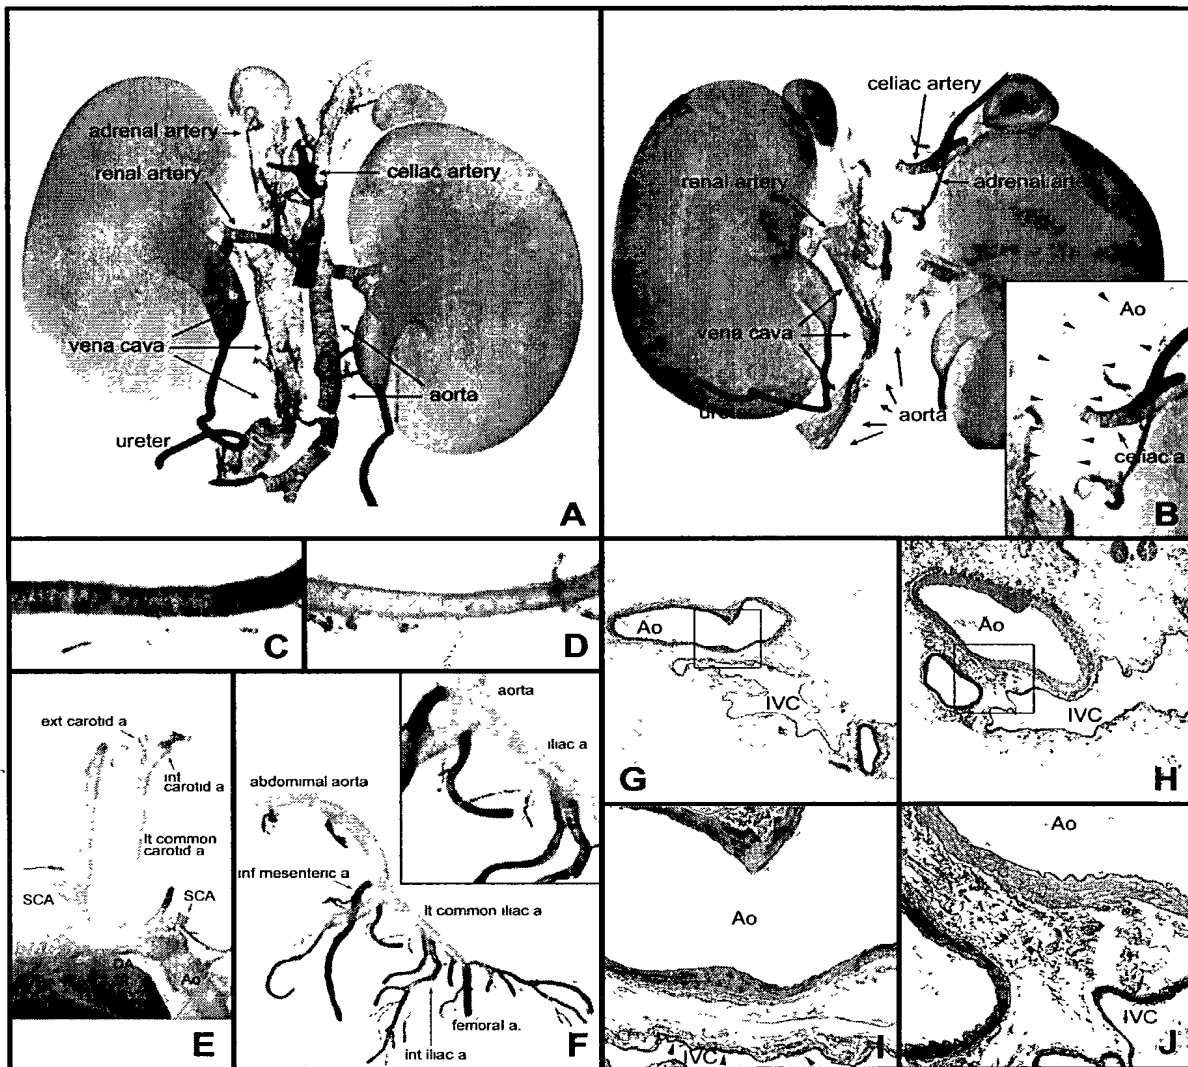 adrenal artery
renal artery
celiac artery
vena cava
aorta
ureter
A
celiac artery
renal artery
adrenal art
vena cava
aorta
Ao
celiac a
B
C
D
ext carotid a
int
carotid a
lt common
carotid a
SCA
SCA
DA
Ao
E
aorta
iliac a
abdomimal aorta
inf mesenteric a
lt common iliac a
femoral a.
int iliac a
F
Ao
IVC
G
Ao
IVC
H
Ao
IVC
I
Ao
IVC
J